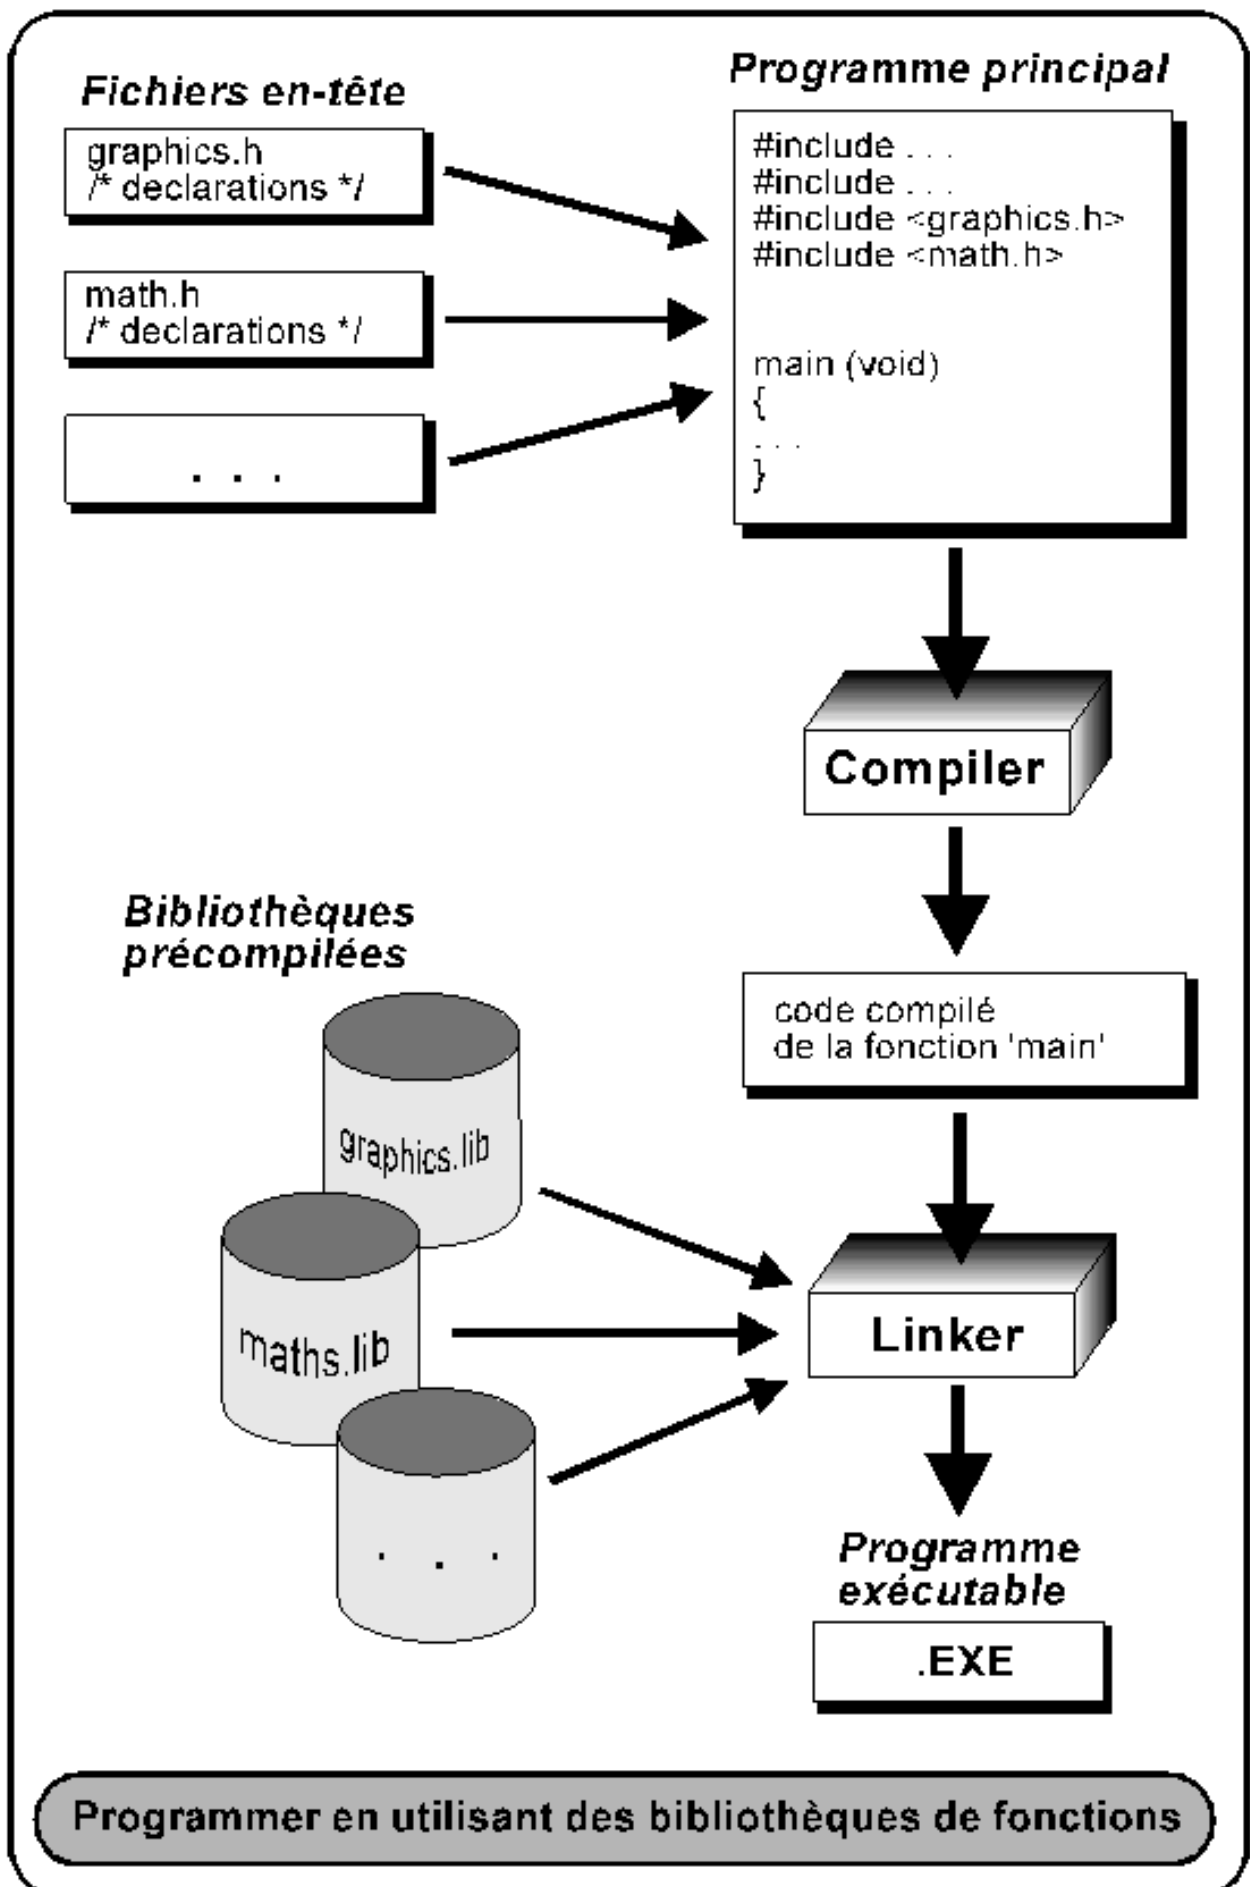 Fichiers en-tête
graphics.h
/* declarations */
math.h
/* declarations */
. . .
Programme principal
#include . . .
#include . . .
#include <graphics.h>
#include <math.h>
main (void)
{
. . .
}
Compiler
code compilé
de la fonction 'main'
Bibliothèques
précompilées
graphics.lib
maths.lib
. . .
Linker
Programme
exécutable
.EXE
Programmer en utilisant des bibliothèques de fonctions